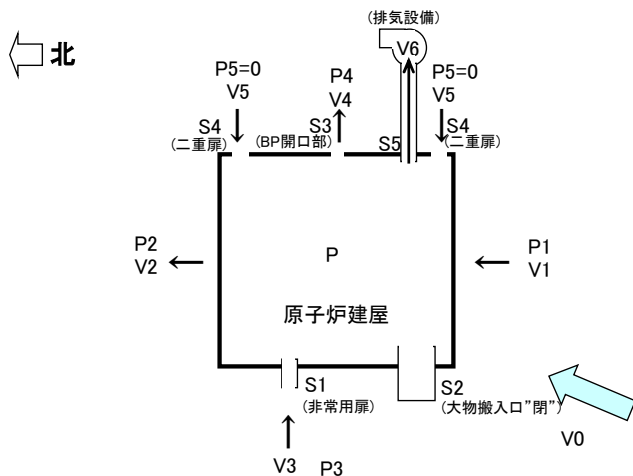 北
(排気設備)
V6
P5=0
V5
P4
V4
P5=0
V5
S4
(二重扉)
S3
(BP開口部)
S5
S4
(二重扉)
P2
V2
P
P1
V1
原子炉建屋
S1
(非常用扉)
S2
(大物搬入口”閉”)
V3 P3
V0